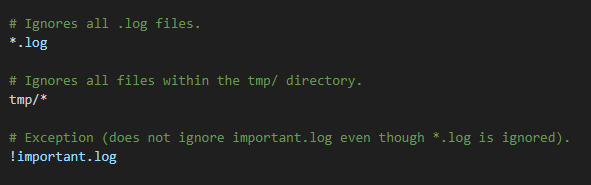 # Ignores all .log files.
*.log
# Ignores all files within the tmp/ directory.
tmp/*
# Exception (does not ignore important.log even though *.log is ignored).
!important.log